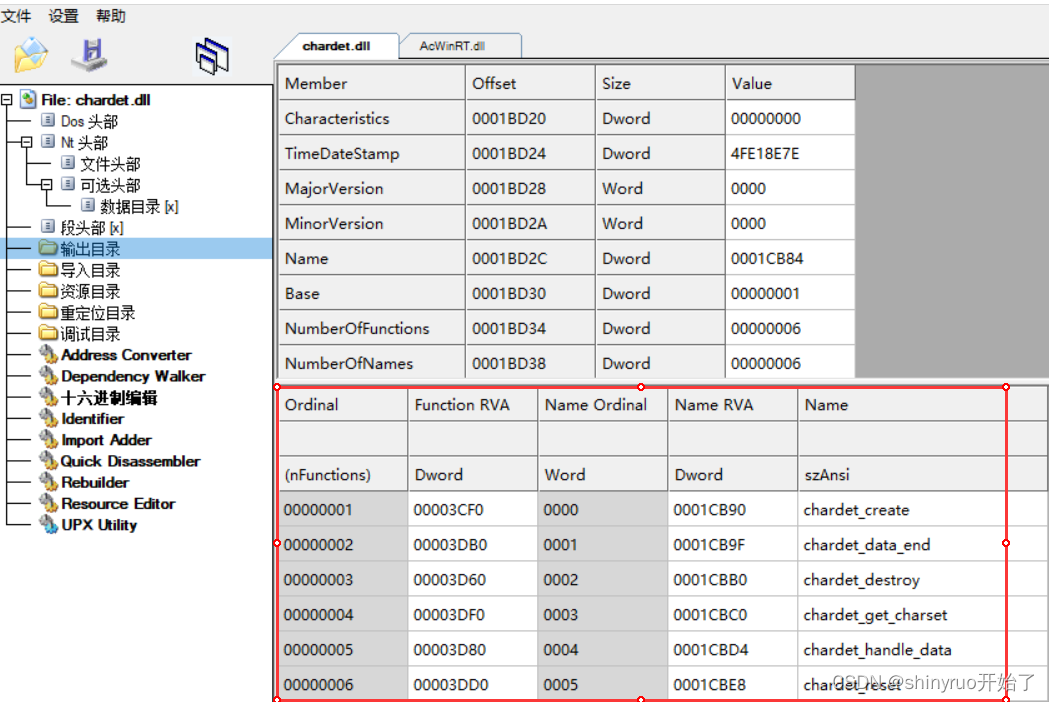 文件 设置 帮助
chardet.dll AcWinRT.dll
File: chardet.dll
Dos 头部
Nt 头部
文件头部
可选头部
数据目录 [x]
段头部 [x]
输出目录
导入目录
资源目录
重定位目录
调试目录
Address Converter
Dependency Walker
十六进制编辑
Identifier
Import Adder
Quick Disassembler
Rebuilder
Resource Editor
UPX Utility
Member Offset Size Value
Characteristics 0001BD20 Dword 00000000
TimeDateStamp 0001BD24 Dword 4FE18E7E
MajorVersion 0001BD28 Word 0000
MinorVersion 0001BD2A Word 0000
Name 0001BD2C Dword 0001CB84
Base 0001BD30 Dword 00000001
NumberOfFunctions 0001BD34 Dword 00000006
NumberOfNames 0001BD38 Dword 00000006
Ordinal Function RVA Name Ordinal Name RVA Name
(nFunctions) Dword Word Dword szAnsi
00000001 00003CF0 0000 0001CB90 chardet_create
00000002 00003DB0 0001 0001CB9F chardet_data_end
00000003 00003D60 0002 0001CBB0 chardet_destroy
00000004 00003DF0 0003 0001CBC0 chardet_get_charset
00000005 00003D80 0004 0001CBD4 chardet_handle_data
00000006 00003DD0 0005 0001CBE8 chardet_reset
CSDN @shinyruo开始了